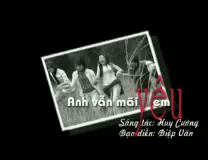 Anh vẫn mãi yêu em
Sáng tác: Huy Cường
Đạo diễn: Điệp Văn